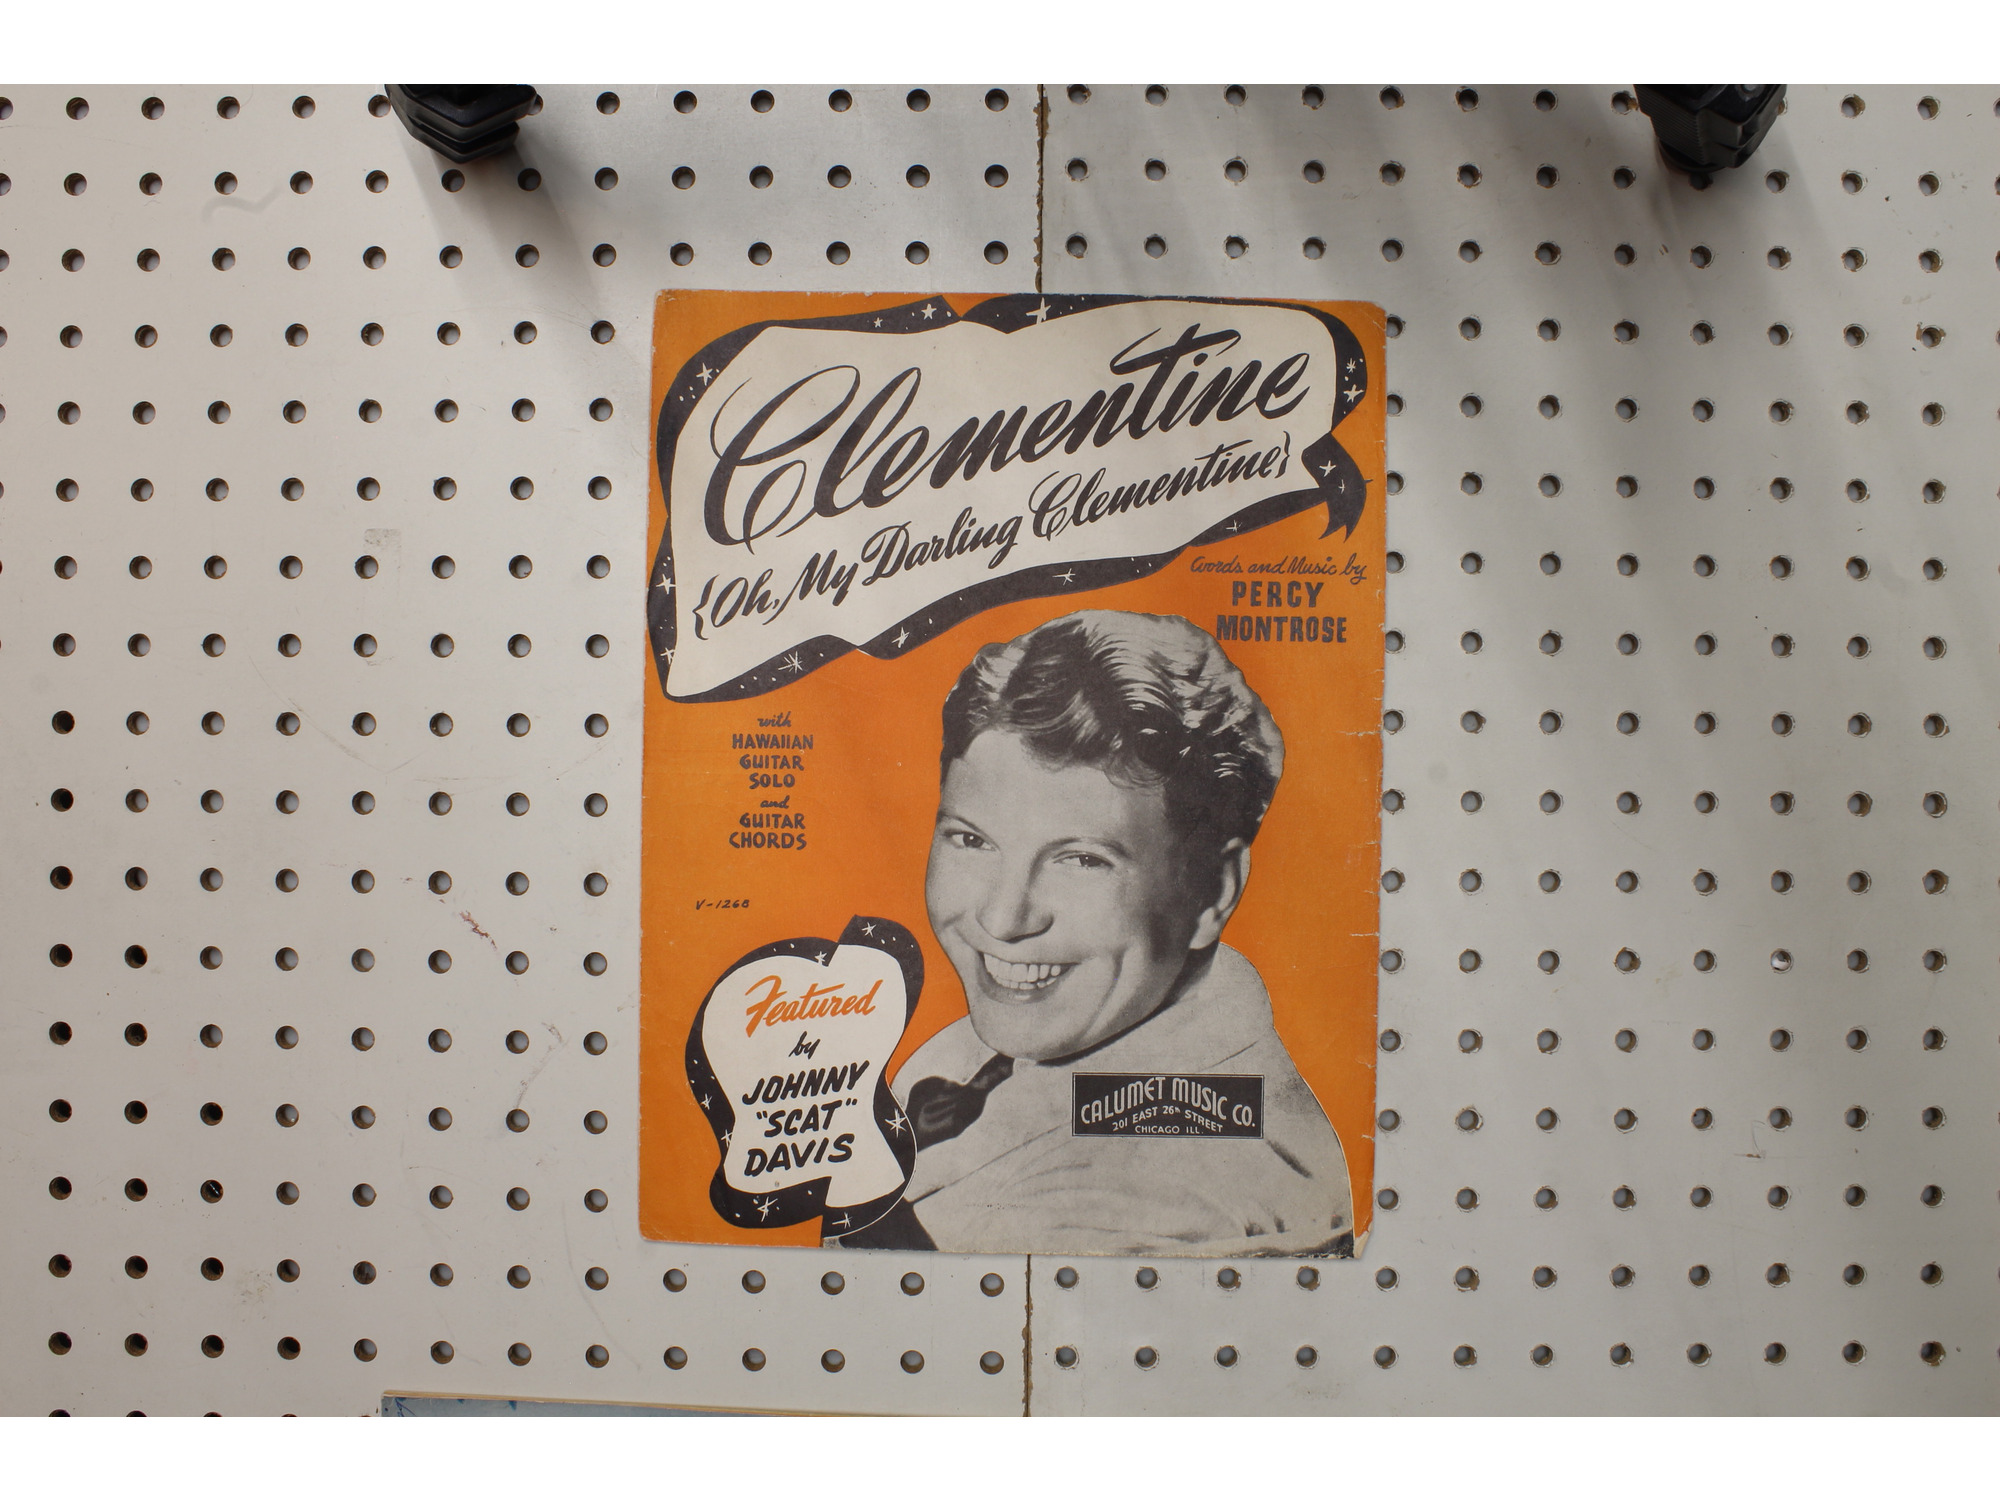 Clementine
{Oh, My Darling Clementine}
Words and Music by
PERCY
MONTROSE
with
HAWAIIAN
GUITAR
SOLO
and
GUITAR
CHORDS
V-1268
Featured
by
JOHNNY
"SCAT"
DAVIS
CALUMET MUSIC CO.
201 EAST 26th STREET
CHICAGO ILL.